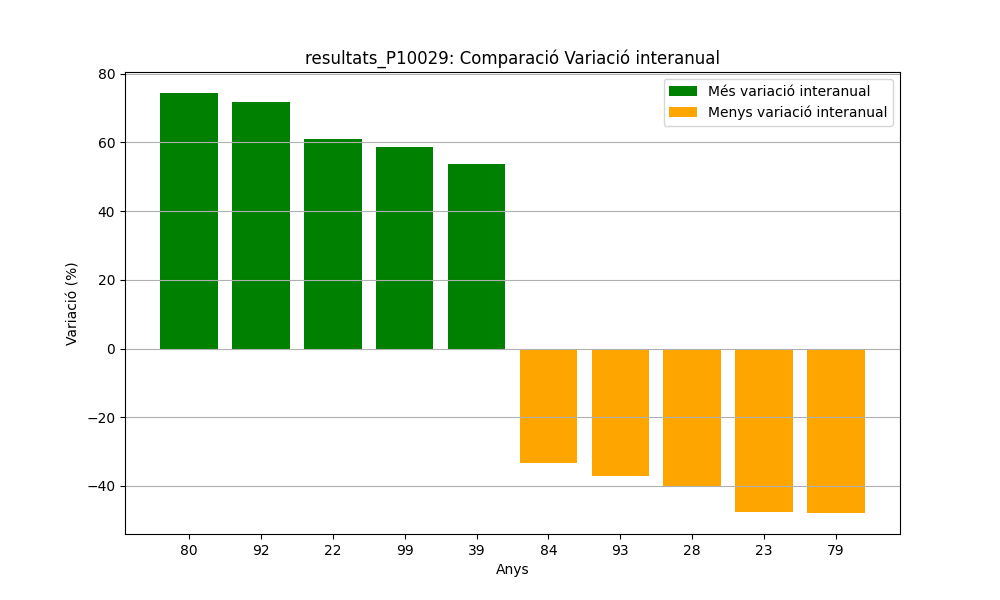 resultats_P10029: Comparació Variació interanual
Més variació interanual
Menys variació interanual
Variació (%)
80
60
40
20
0
−20
−40
80 92 22 99 39 84 93 28 23 79
Anys